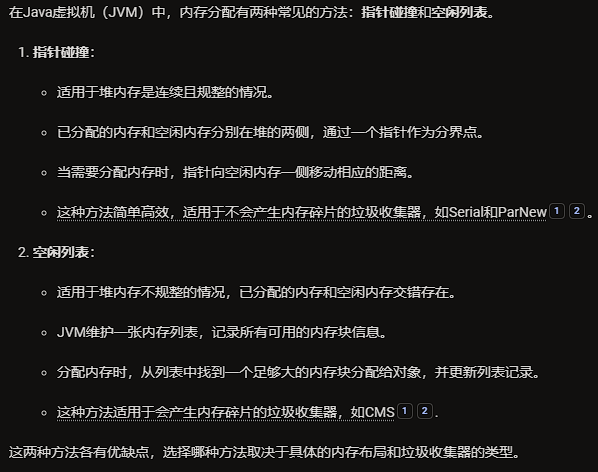 在Java虚拟机（JVM）中，内存分配有两种常见的方法：指针碰撞和空闲列表。
1. 指针碰撞：
◦ 适用于堆内存是连续且规整的情况。
◦ 已分配的内存和空闲内存分别在堆的两侧，通过一个指针作为分界点。
◦ 当需要分配内存时，指针向空闲内存一侧移动相应的距离。
◦ 这种方法简单高效，适用于不会产生内存碎片的垃圾收集器，如Serial和ParNew 1 2 。
2. 空闲列表：
◦ 适用于堆内存不规整的情况，已分配的内存和空闲内存交错存在。
◦ JVM维护一张内存列表，记录所有可用的内存块信息。
◦ 分配内存时，从列表中找到一个足够大的内存块分配给对象，并更新列表记录。
◦ 这种方法适用于会产生内存碎片的垃圾收集器，如CMS 1 2 .
这两种方法各有优缺点，选择哪种方法取决于具体的内存布局和垃圾收集器的类型。